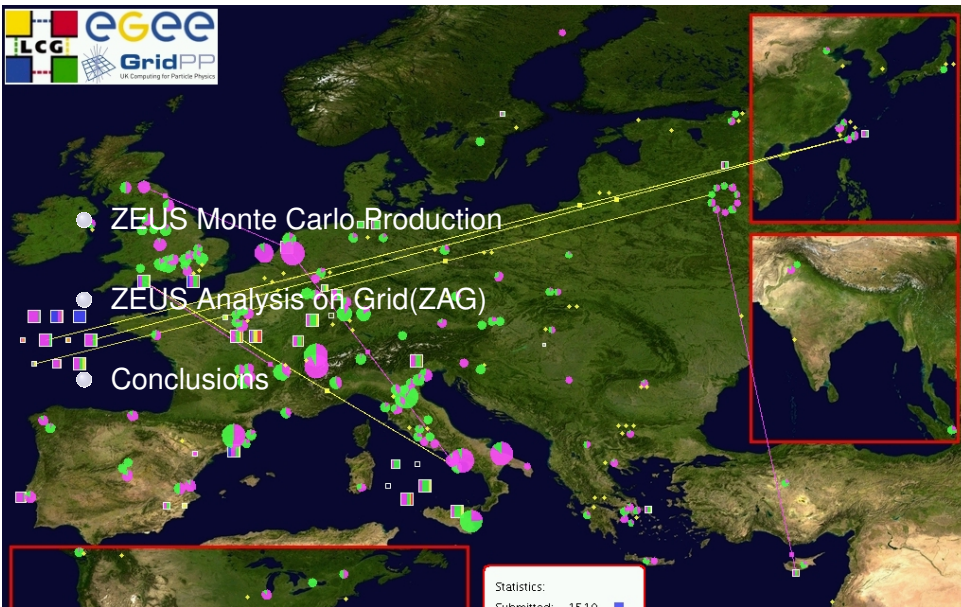 LCG
eGee
GridPP
UK Computing for Particle Physics
ZEUS Monte Carlo Production
ZEUS Analysis on Grid(ZAG)
Conclusions
Statistics:
Submitted: 1510